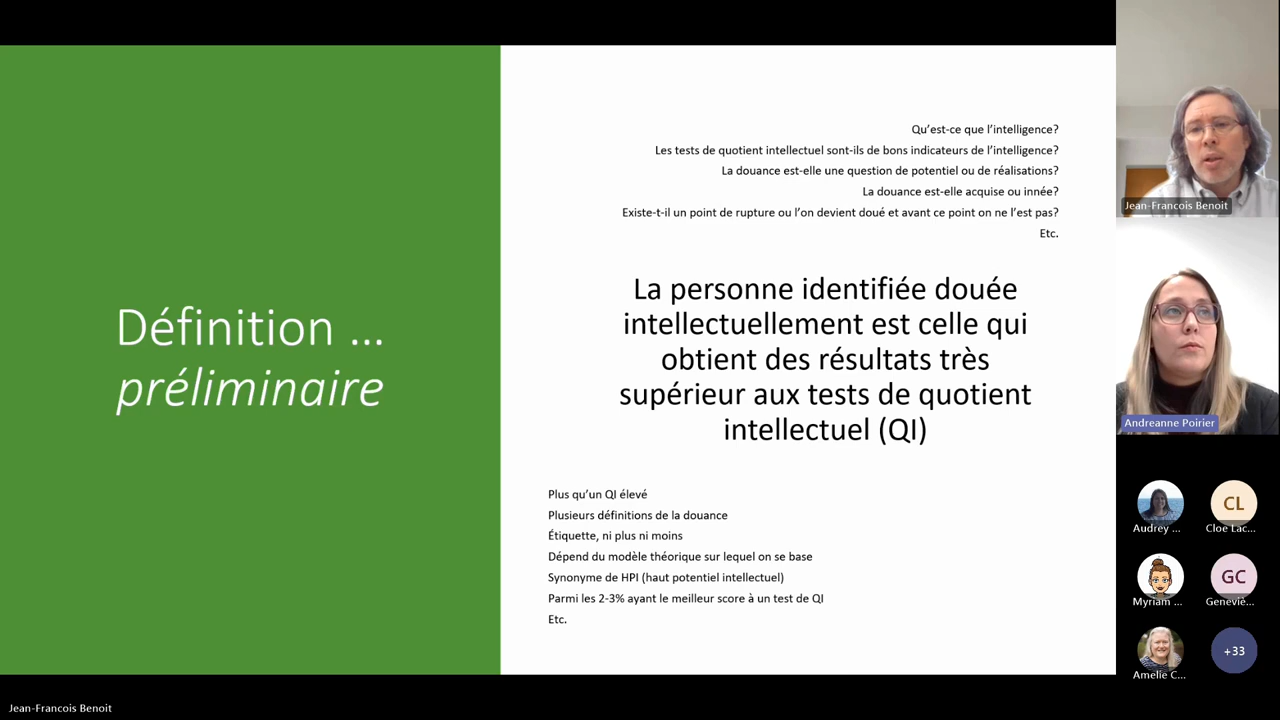 Définition ...
préliminaire
Qu'est-ce que l'intelligence?
Les tests de quotient intellectuel sont-ils de bons indicateurs de l'intelligence?
La douance est-elle une question de potentiel ou de réalisations?
La douance est-elle acquise ou innée?
Existe-t-il un point de rupture ou l'on devient doué et avant ce point on ne l'est pas?
Etc.
La personne identifiée douée
intellectuellement est celle qui
obtient des résultats très
supérieur aux tests de quotient
intellectuel (QI)
Plus qu'un QI élevé
Plusieurs définitions de la douance
Étiquette, ni plus ni moins
Dépend du modèle théorique sur lequel on se base
Synonyme de HPI (haut potentiel intellectuel)
Parmi les 2-3% ayant le meilleur score à un test de QI
Etc.
Jean-Francois Benoit
Andreanne Poirier
CL
Audrey ...
Cloe Lac...
GC
Myriam ...
Genevié...
+33
Amelie C...
Jean-Francois Benoit